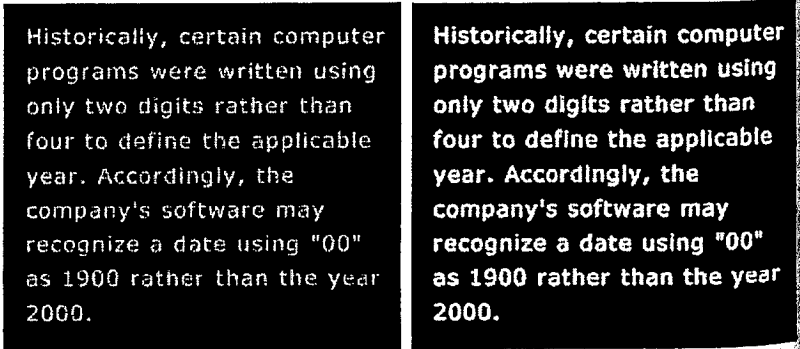 Historically, certain computer
programs were written using
only two digits rather than
four to define the applicable
year. Accordingly, the
company's software may
recognize a date using "00"
as 1900 rather than the year
2000.
Historically, certain computer
programs were written using
only two digits rather than
four to define the applicable
year. Accordingly, the
company's software may
recognize a date using "00"
as 1900 rather than the year
2000.